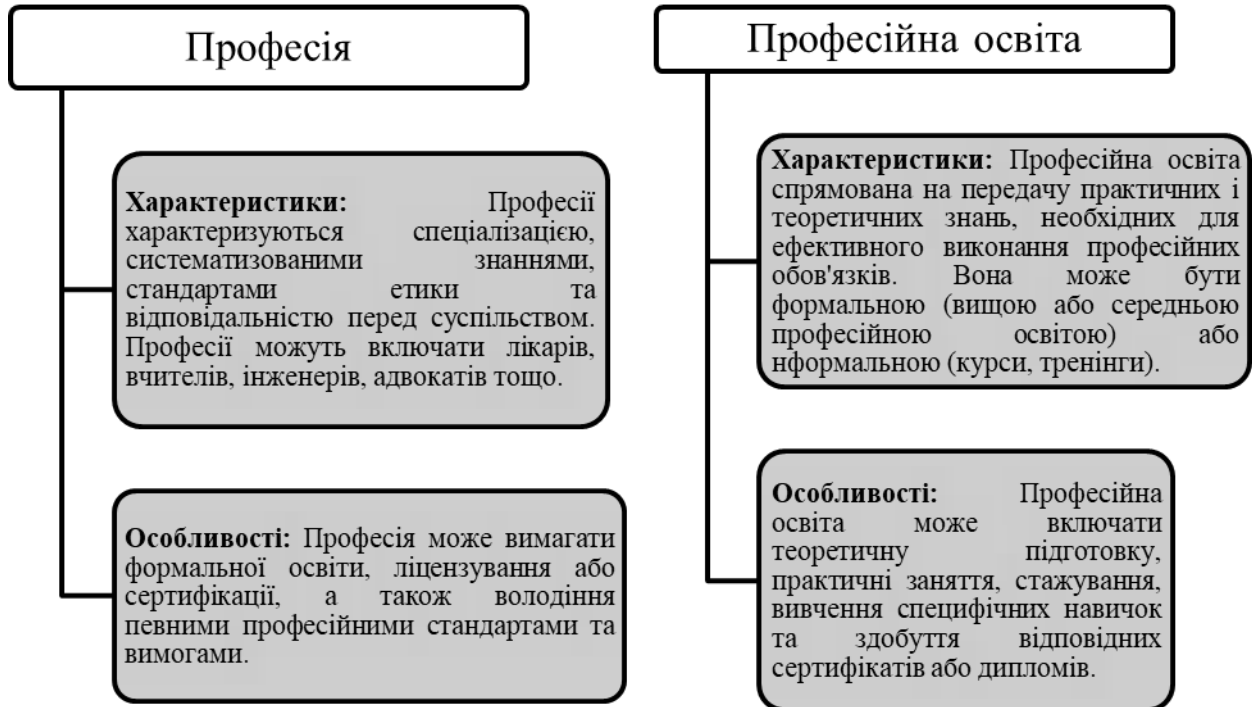 Професія
Характеристики: Професії
характеризуються спеціалізацією,
систематизованими знаннями,
стандартами етики та
відповідальністю перед суспільством.
Професії можуть включати лікарів,
вчителів, інженерів, адвокатів тощо.
Особливості: Професія може вимагати
формальної освіти, ліцензування або
сертифікації, а також володіння
певними професійними стандартами та
вимогами.
Професійна освіта
Характеристики: Професійна освіта
спрямована на передачу практичних і
теоретичних знань, необхідних для
ефективного виконання професійних
обов'язків. Вона може бути
формальною (вищою або середньою
професійною освітою) або
нформальною (курси, тренінги).
Особливості: Професійна
освіта може включати
теоретичну підготовку,
практичні заняття, стажування,
вивчення специфічних навичок
та здобуття відповідних
сертифікатів або дипломів.